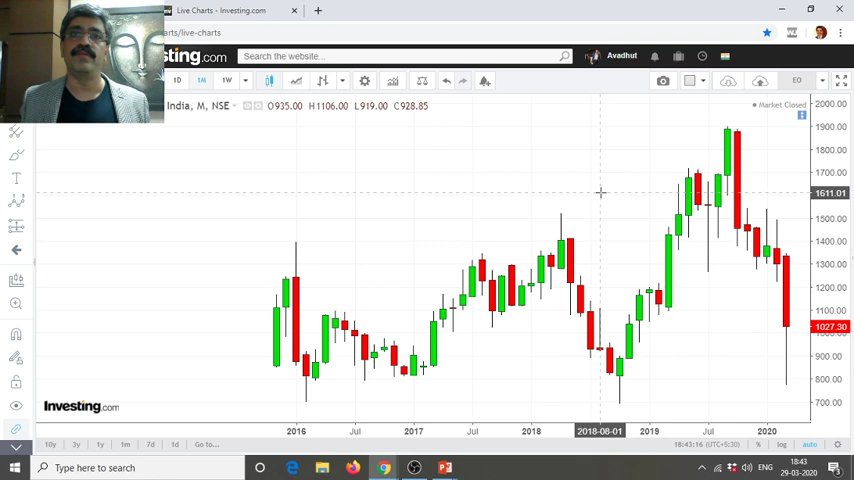 Live Charts - Investing.com
arts/live-charts
sting.com
Search the website...
Avadhut
1D
1M
1W
EO
India, M, NSE
O935.00 H1106.00 L919.00 C928.85
Market Closed
2000.00
1900.00
1800.00
1700.00
1611.01
1500.00
1400.00
1300.00
1200.00
1100.00
1027.30
900.00
800.00
700.00
Investing.com
2016
Jul
2017
Jul
2018
2018-08-01
2019
Jul
2020
10y
3y
1y
1m
7d
1d
Go to...
18:43:16 (UTC+5:30)
%
log
auto
Type here to search
ENG
18:43
29-03-2020
3